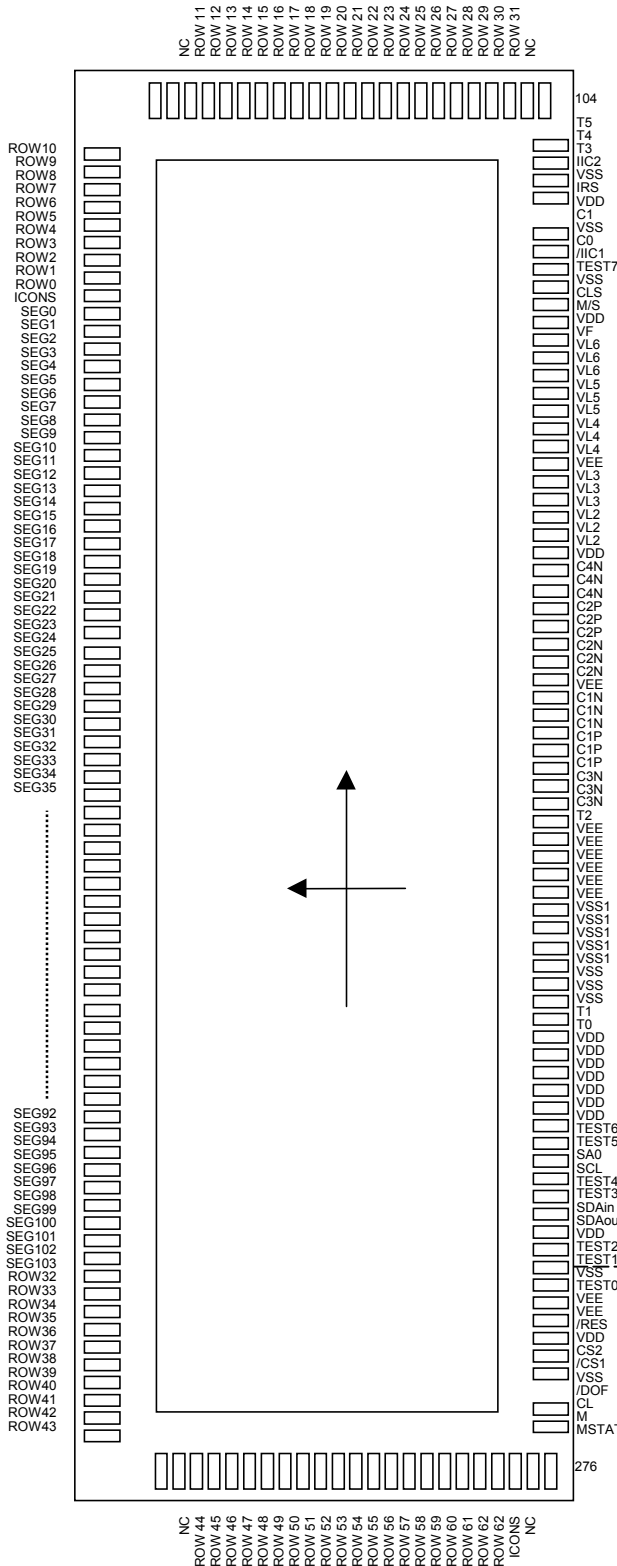 NC
ROW 11
ROW 12
ROW 13
ROW 14
ROW 15
ROW 16
ROW 17
ROW 18
ROW 19
ROW 20
ROW 21
ROW 22
ROW 23
ROW 24
ROW 25
ROW 26
ROW 27
ROW 28
ROW 29
ROW 30
ROW 31
NC
104
ROW10
ROW9
ROW8
ROW7
ROW6
ROW5
ROW4
ROW3
ROW2
ROW1
ROW0
ICONS
SEG0
SEG1
SEG2
SEG3
SEG4
SEG5
SEG6
SEG7
SEG8
SEG9
SEG10
SEG11
SEG12
SEG13
SEG14
SEG15
SEG16
SEG17
SEG18
SEG19
SEG20
SEG21
SEG22
SEG23
SEG24
SEG25
SEG26
SEG27
SEG28
SEG29
SEG30
SEG31
SEG32
SEG33
SEG34
SEG35
SEG92
SEG93
SEG94
SEG95
SEG96
SEG97
SEG98
SEG99
SEG100
SEG101
SEG102
SEG103
ROW32
ROW33
ROW34
ROW35
ROW36
ROW37
ROW38
ROW39
ROW40
ROW41
ROW42
ROW43
T5
T4
T3
IIC2
VSS
IRS
VDD
C1
VSS
C0
/IIC1
TEST7
VSS
CLS
M/S
VDD
VF
VL6
VL6
VL6
VL5
VL5
VL5
VL4
VL4
VL4
VEE
VL3
VL3
VL3
VL2
VL2
VL2
VDD
C4N
C4N
C4N
C2P
C2P
C2P
C2N
C2N
C2N
VEE
C1N
C1N
C1N
C1P
C1P
C1P
C3N
C3N
C3N
T2
VEE
VEE
VEE
VEE
VEE
VEE
VSS1
VSS1
VSS1
VSS1
VSS1
VSS
VSS
VSS
T1
T0
VDD
VDD
VDD
VDD
VDD
VDD
VDD
TEST6
TEST5
SA0
SCL
TEST4
TEST3
SDAin
SDAou
VDD
TEST2
TEST1
VSS
TEST0
VEE
VEE
/RES
VDD
CS2
/CS1
VSS
/DOF
CL
M
MSTAT
276
NC
ROW 44
ROW 45
ROW 46
ROW 47
ROW 48
ROW 49
ROW 50
ROW 51
ROW 52
ROW 53
ROW 54
ROW 55
ROW 56
ROW 57
ROW 58
ROW 59
ROW 60
ROW 61
ROW 62
ROW 62
ICONS
NC